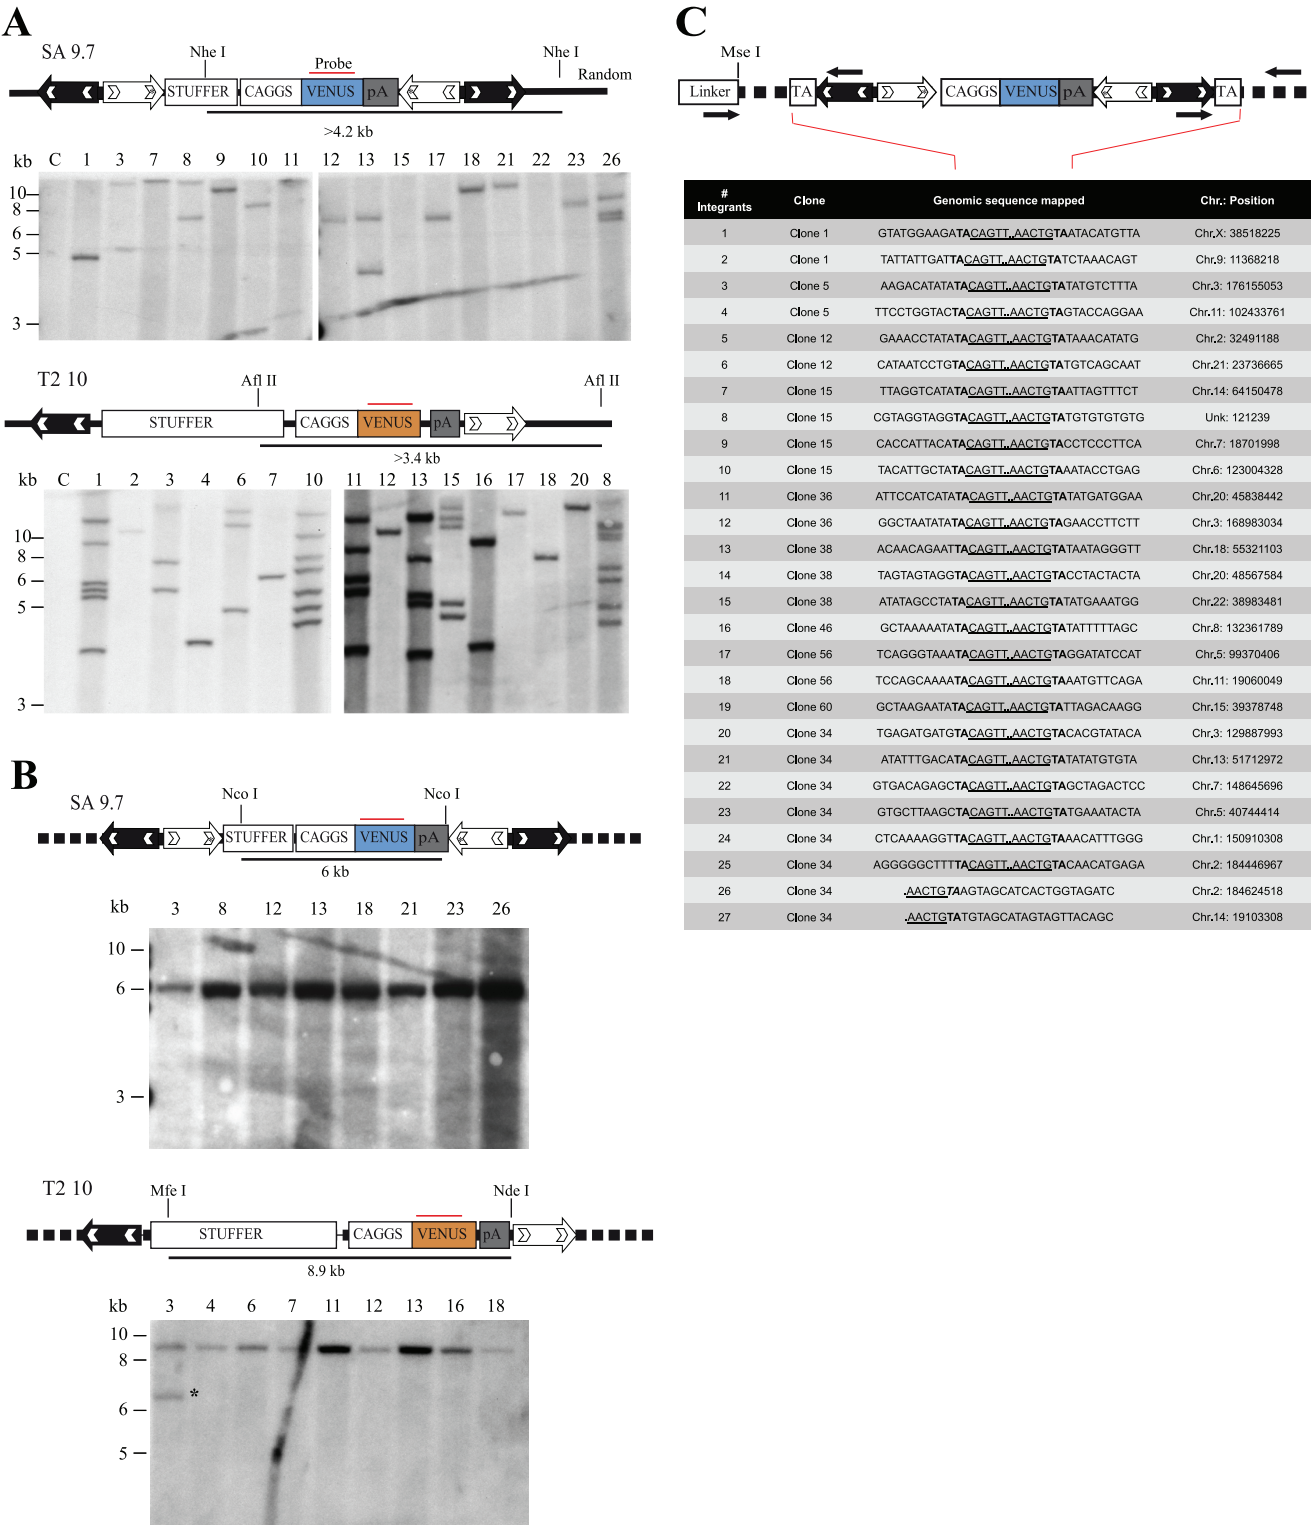 A
SA 9.7
Nhe I
Probe
Nhe I
Random
STUFFER
CAGGS
VENUS
pA
>4.2 kb
kb C 1 3 7 8 9 10 11 12 13 15 17 18 21 22 23 26
10
8
6
5
3
T2 10
Afl II
Afl II
STUFFER
CAGGS
VENUS
pA
>3.4 kb
kb C 1 2 3 4 6 7 10 11 12 13 15 16 17 18 20 8
10
8
6
5
3
B
SA 9.7
Nco I
Nco I
STUFFER
CAGGS
VENUS
pA
6 kb
kb 3 8 12 13 18 21 23 26
10
6
3
T2 10
Mfe I
Nde I
STUFFER
CAGGS
VENUS
pA
8.9 kb
kb 3 4 6 7 11 12 13 16 18
10
8
*
6
5
C
Mse I
Linker
TA
CAGGS
VENUS
pA
TA
# Integrants Clone Genomic sequence mapped Chr.: Position
1 Clone 1 GTATGGAAGATACAGTT..AACTGTAATACATGTTA Chr.X: 38518225
2 Clone 1 TATTATTGATTACAGTT..AACTGTATCTAAACAGT Chr.9: 11368218
3 Clone 5 AAGACATATATACAGTT..AACTGTATATGTCTTTA Chr.3: 176155053
4 Clone 5 TTCCTGGTACTACAGTT..AACTGTAGTACCAGGAA Chr.11: 102433761
5 Clone 12 GAAACCTATATACAGTT..AACTGTATAAACATATG Chr.2: 32491188
6 Clone 12 CATAATCCTGTACAGTT..AACTGTATGTCAGCAAT Chr.21: 23736665
7 Clone 15 TTAGGTCATATACAGTT..AACTGTAATTAGTTTCT Chr.14: 64150478
8 Clone 15 CGTAGGTAGGTACAGTT..AACTGTATGTGTGTGTG Unk: 121239
9 Clone 15 CACCATTACATACAGTT..AACTGTACCTCCCTTCA Chr.7: 18701998
10 Clone 15 TACATTGCTATACAGTT..AACTGTAAATACCTGAG Chr.6: 123004328
11 Clone 36 ATTCCATCATATACAGTT..AACTGTATATGATGGAA Chr.20: 45838442
12 Clone 36 GGCTAATATATACAGTT..AACTGTAGAACCTTCTT Chr.3: 168983034
13 Clone 38 ACAACAGAATTACAGTT..AACTGTATAATAGGGTT Chr.18: 55321103
14 Clone 38 TAGTAGTAGGTACAGTT..AACTGTACCTACTACTA Chr.20: 48567584
15 Clone 38 ATATAGCCTATACAGTT..AACTGTATATGAAATGG Chr.22: 38983481
16 Clone 46 GCTAAAAATATACAGTT..AACTGTATATTTTTAGC Chr.8: 132361789
17 Clone 56 TCAGGGTAAATACAGTT..AACTGTAGGATATCCAT Chr.5: 99370406
18 Clone 56 TCCAGCAAAATACAGTT..AACTGTAAATGTTCAGA Chr.11: 19060049
19 Clone 60 GCTAAGAATATACAGTT..AACTGTATTAGACAAGG Chr.15: 39378748
20 Clone 34 TGAGATGATGTACAGTT..AACTGTACACGTATACA Chr.3: 129887993
21 Clone 34 ATATTTGACATACAGTT..AACTGTATATATGTGTA Chr.13: 51712972
22 Clone 34 GTGACAGAGCTACAGTT..AACTGTAGCTAGACTCC Chr.7: 148645696
23 Clone 34 GTGCTTAAGCTACAGTT..AACTGTATGAAATACTA Chr.5: 40744414
24 Clone 34 CTCAAAAGGTTACAGTT..AACTGTAAACATTTGGG Chr.1: 150910308
25 Clone 34 AGGGGGCTTTTACAGTT..AACTGTACAACATGAGA Chr.2: 184446967
26 Clone 34 .AACTGTAAGTAGCATCACTGGTAGATC Chr.2: 184624518
27 Clone 34 .AACTGTATGTAGCATAGTAGTTACAGC Chr.14: 19103308